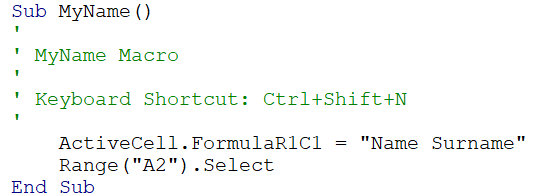 Sub MyName()
'
' MyName Macro
'
' Keyboard Shortcut: Ctrl+Shift+N
'
    ActiveCell.FormulaR1C1 = "Name Surname"
    Range("A2").Select
End Sub